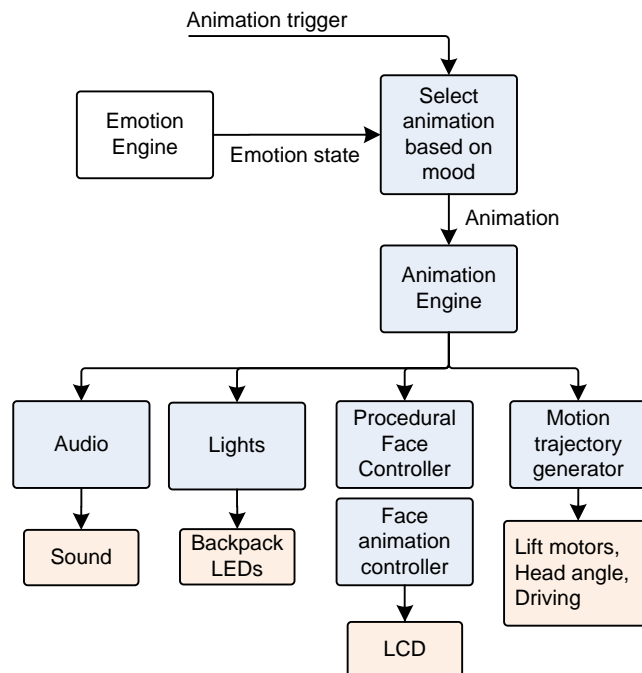 Animation trigger
Select
animation
based on
mood
Emotion
Engine
Emotion state
Animation
Animation
Engine
Audio
Lights
Procedural
Face
Controller
Motion
trajectory
generator
Sound
Backpack
LEDs
Face
animation
controller
Lift motors,
Head angle,
Driving
LCD